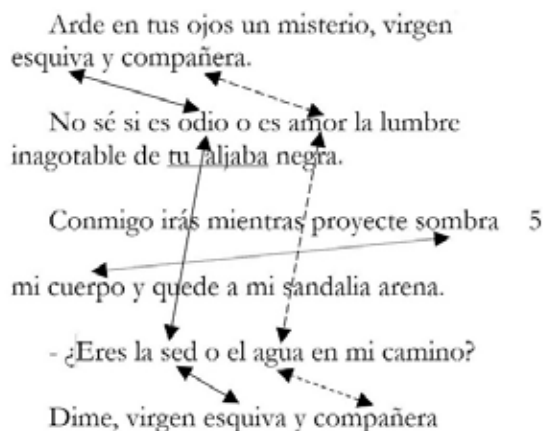 Arde en tus ojos un misterio, virgen
esquiva y compañera.
No sé si es odio o es amor la lumbre
inagotable de tu aljaba negra.
Conmigo irás mientras proyecte sombra 5
mi cuerpo y quede a mi sandalia arena.
- ¿Eres la sed o el agua en mi camino?
Dime, virgen esquiva y compañera